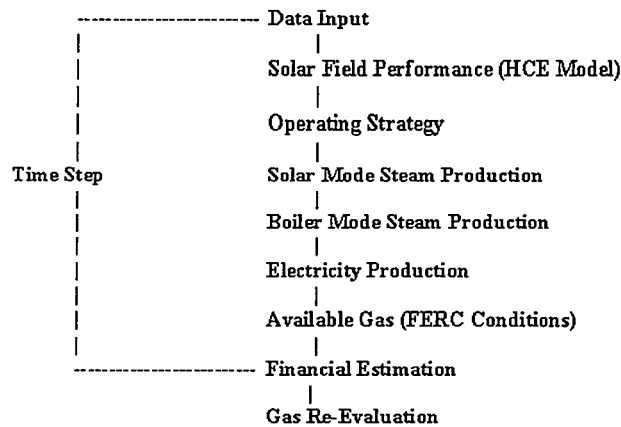 Data Input
Solar Field Performance (HCE Model)
Operating Strategy
Time Step
Solar Mode Steam Production
Boiler Mode Steam Production
Electricity Production
Available Gas (FERC Conditions)
Financial Estimation
Gas Re-Evaluation